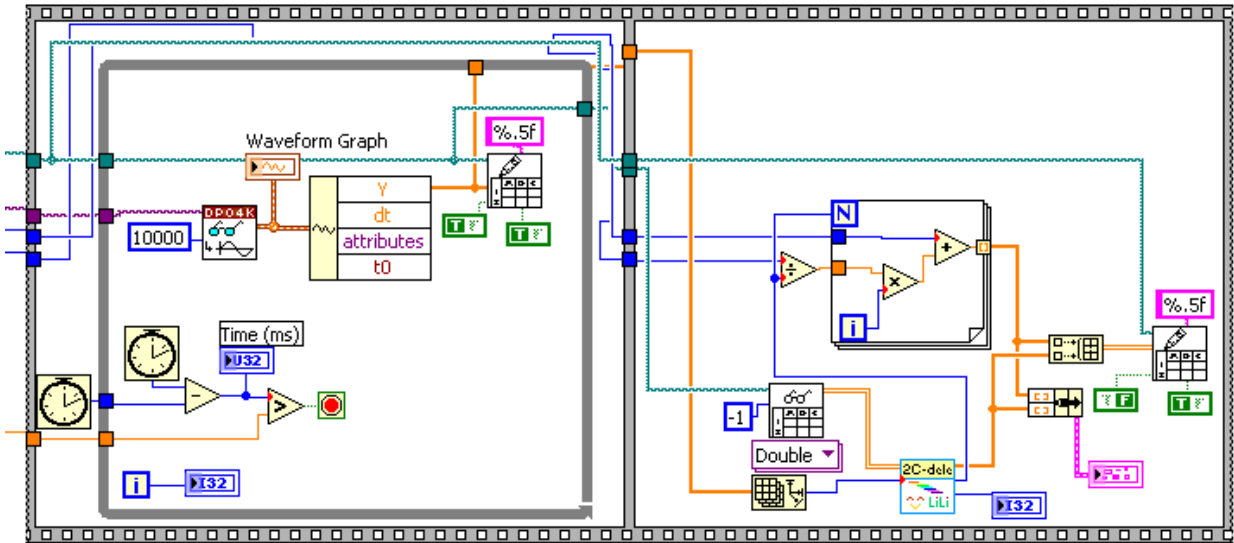 Waveform Graph
%.5f
Y
dt
attributes
t0
DPO4K
10000
T
T
Time (ms)
U32
i
I32
N
i
%.5f
F
T
-1
Double
2C-dele
LiLi
I32